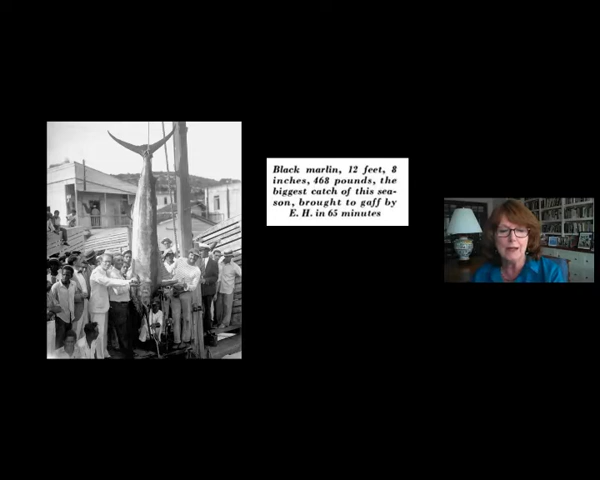 Black marlin, 12 feet, 8
inches, 468 pounds, the
biggest catch of this sea-
son, brought to gaff by
E. H. in 65 minutes